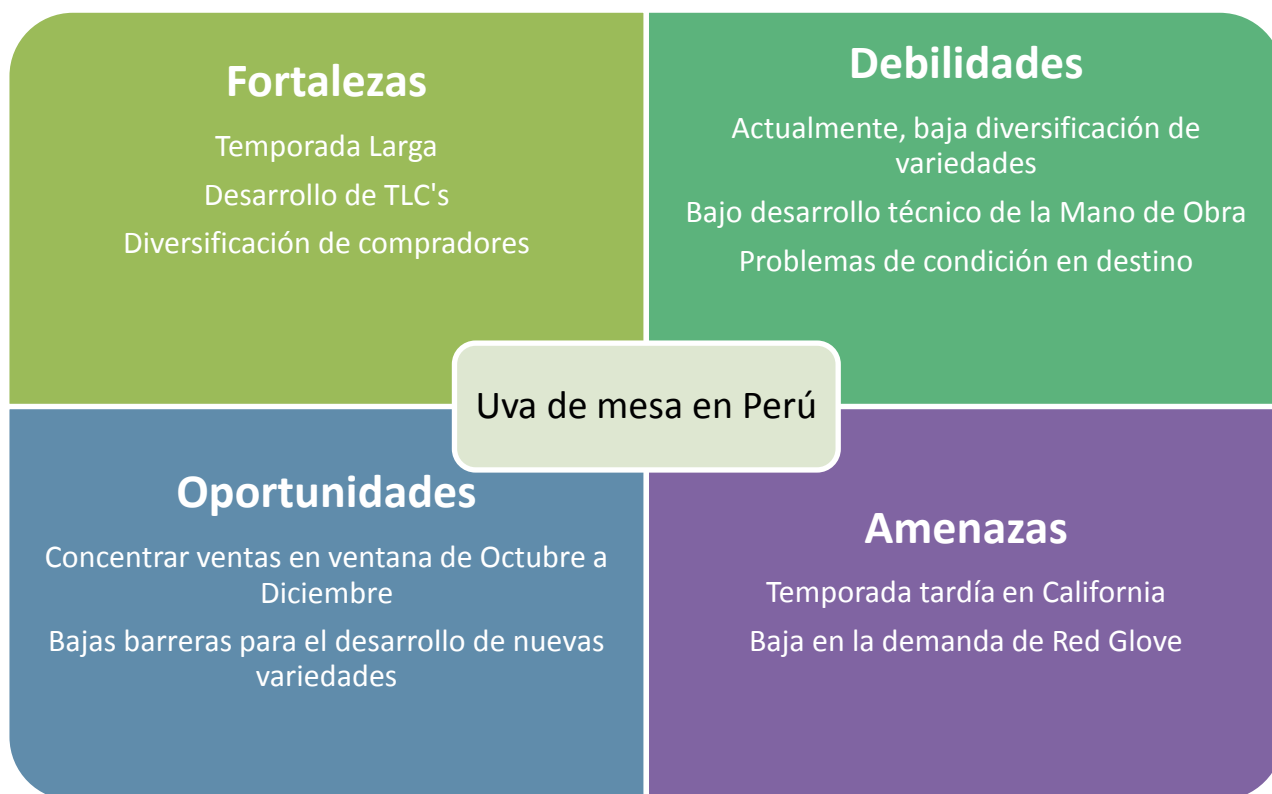 Fortalezas
Temporada Larga
Desarrollo de TLC's
Diversificación de compradores
Debilidades
Actualmente, baja diversificación de
variedades
Bajo desarrollo técnico de la Mano de Obra
Problemas de condición en destino
Uva de mesa en Perú
Oportunidades
Concentrar ventas en ventana de Octubre a
Diciembre
Bajas barreras para el desarrollo de nuevas
variedades
Amenazas
Temporada tardía en California
Baja en la demanda de Red Glove